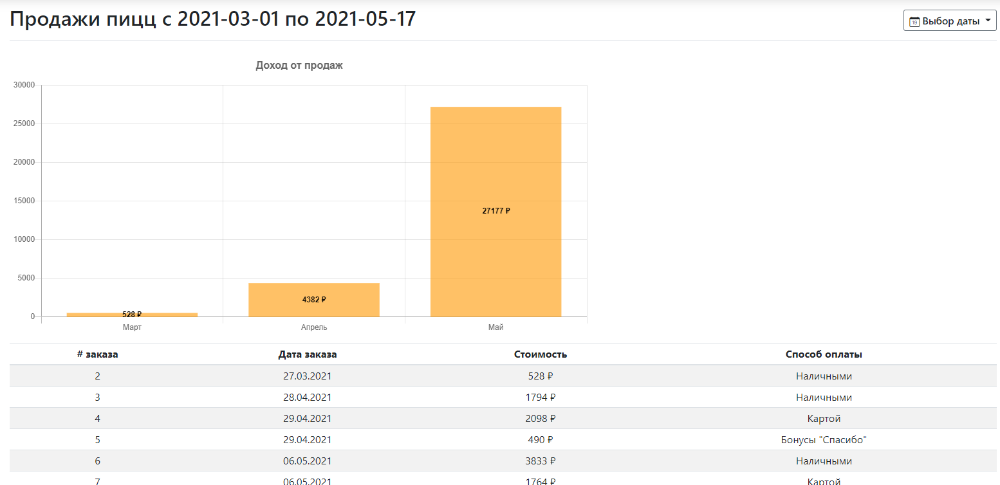 Продажи пицц с 2021-03-01 по 2021-05-17
19 Выбор даты
Доход от продаж
30000
25000
20000
15000
10000
5000
0
528 ₽
4382 ₽
27177 ₽
Март Апрель Май
# заказа Дата заказа Стоимость Способ оплаты
2 27.03.2021 528 ₽ Наличными
3 28.04.2021 1794 ₽ Наличными
4 29.04.2021 2098 ₽ Картой
5 29.04.2021 490 ₽ Бонусы "Спасибо"
6 06.05.2021 3833 ₽ Наличными
7 06.05.2021 1764 ₽ Картой